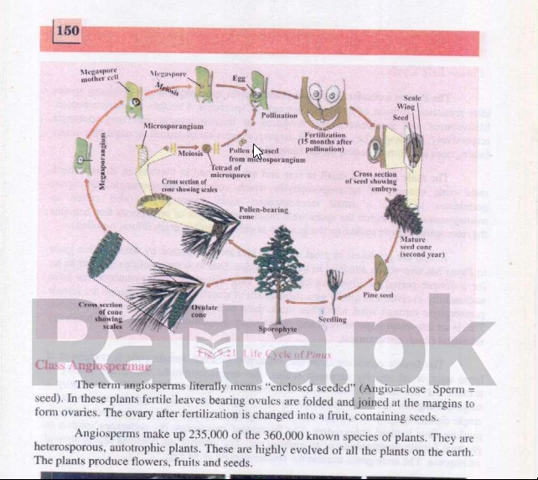 150
Megaspore
mother cell
Megaspore
Meiosis
Egg
Pollination
Fertilization
(15 months after
pollination)
Scale
Wing
Seed
Microsporangium
Megasporangium
Meiosis
Tetrad of
microspores
Pollen
from microsporangium
Cross section of
cone showing scales
Cross section
of seed showing
embryo
Pollen-bearing
cone
Mature
seed cone
(second year)
Pine seed
Seedling
Sporophyte
Ovulate
cone
Cross section
of cone
showing
scales
Life Cycle of Pinus
Ratta.pk
Class Angiospermae
The term angiosperms literally means “enclosed seeded” (Angio=close Sperm =
seed). In these plants fertile leaves bearing ovules are folded and joined at the margins to
form ovaries. The ovary after fertilization is changed into a fruit, containing seeds.
Angiosperms make up 235,000 of the 360,000 known species of plants. They are
heterosporous, autotrophic plants. These are highly evolved of all the plants on the earth.
The plants produce flowers, fruits and seeds.